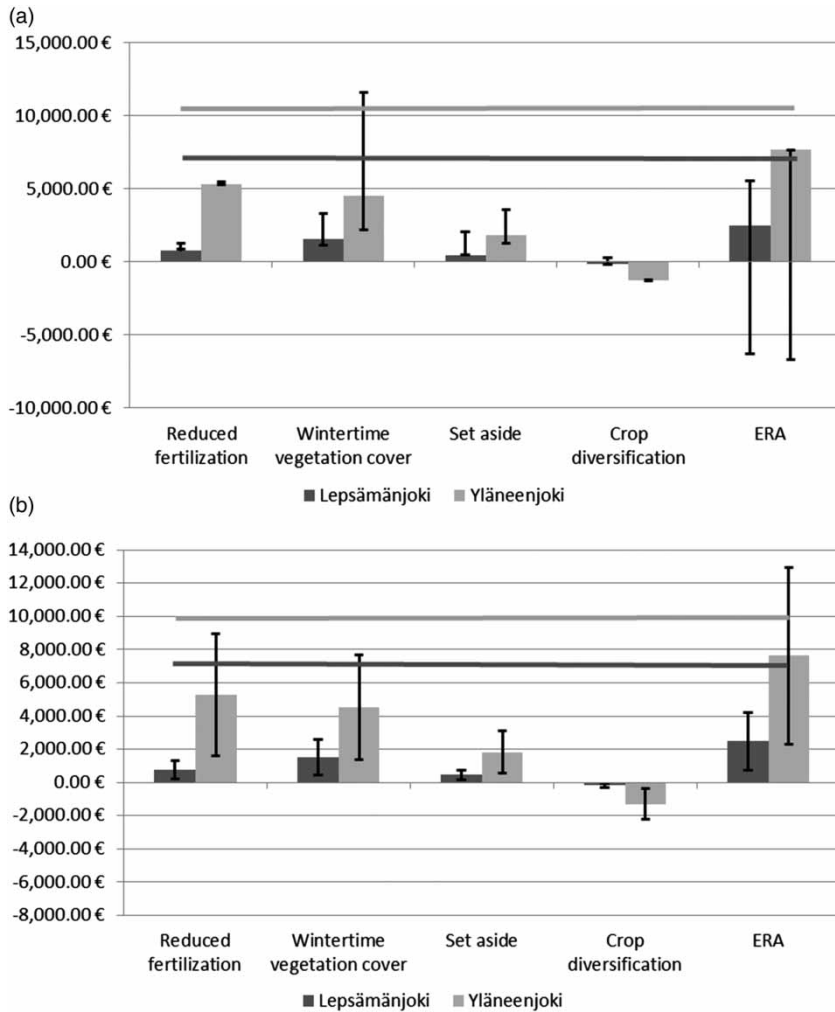 (a)
15,000.00 €
10,000.00 €
5,000.00 €
0.00 €
-5,000.00 €
-10,000.00 €
Reduced fertilization
Wintertime vegetation cover
Set aside
Crop diversification
ERA
Lepsämänjoki Yläneenjoki
(b)
14,000.00 €
12,000.00 €
10,000.00 €
8,000.00 €
6,000.00 €
4,000.00 €
2,000.00 €
0.00 €
-2,000.00 €
-4,000.00 €
-6,000.00 €
-8,000.00 €
Reduced fertilization
Wintertime vegetation cover
Set aside
Crop diversification
ERA
Lepsämänjoki Yläneenjoki